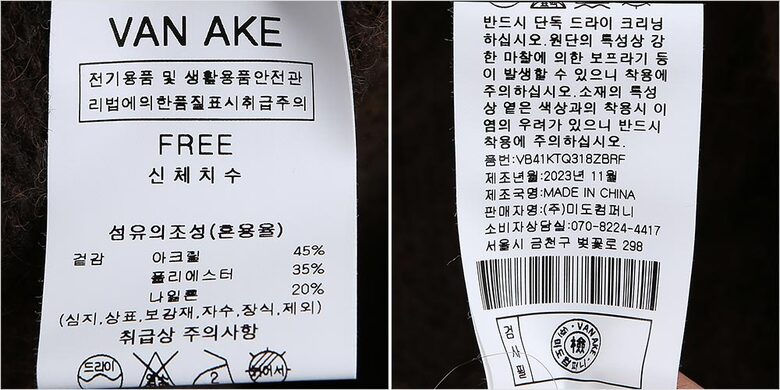 VAN AKE
전기용품 및 생활용품안전관
리법에의한품질표시취급주의
FREE
신체치수
섬유의조성(혼용율)
겉감 아크릴 45%
폴리에스터 35%
나일론 20%
(심지,상표,보강재,자수,장식,제외)
취급상 주의사항
드라이
반드시 단독 드라이 크리닝
하십시오.원단의 특성상 강
한 마찰에 의한 보프라기 등
이 발생할 수 있으니 착용에
주의하십시오.소재의 특성
상 옅은 색상과의 착용시 이
염의 우려가 있으니 반드시
착용에 주의하십시오.
품번:VB41KTQ318ZBRF
제조년월:2023년 11월
제조국명:MADE IN CHINA
판매자명:(주)미도컴퍼니
소비자상담실:070-8224-4417
서울시 금천구 벚꽃로 298
검사필
VAN AKE
檢
(주)미도컴퍼니